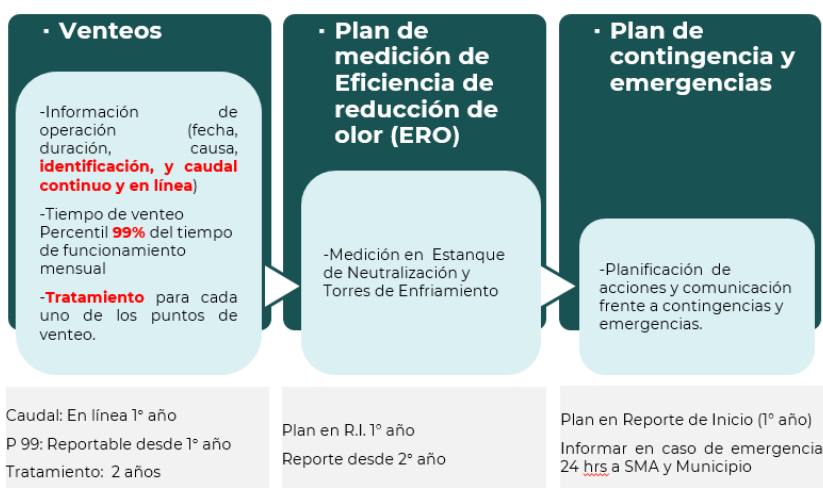 · Venteos
-Información de
operación (fecha,
duración, causa,
identificación, y caudal
continuo y en línea)
-Tiempo de venteo
Percentil 99% del tiempo
de funcionamiento
mensual
-Tratamiento para cada
uno de los puntos de
venteo.
Caudal: En línea 1° año
P 99: Reportable desde 1° año
Tratamiento: 2 años
· Plan de
medición de
Eficiencia de
reducción de
olor (ERO)
-Medición en Estanque
de Neutralización y
Torres de Enfriamiento
Plan en R.I. 1° año
Reporte desde 2° año
· Plan de
contingencia y
emergencias
-Planificación de
acciones y comunicación
frente a contingencias y
emergencias.
Plan en Reporte de Inicio (1° año)
Informar en caso de emergencia
24 hrs a SMA y Municipio